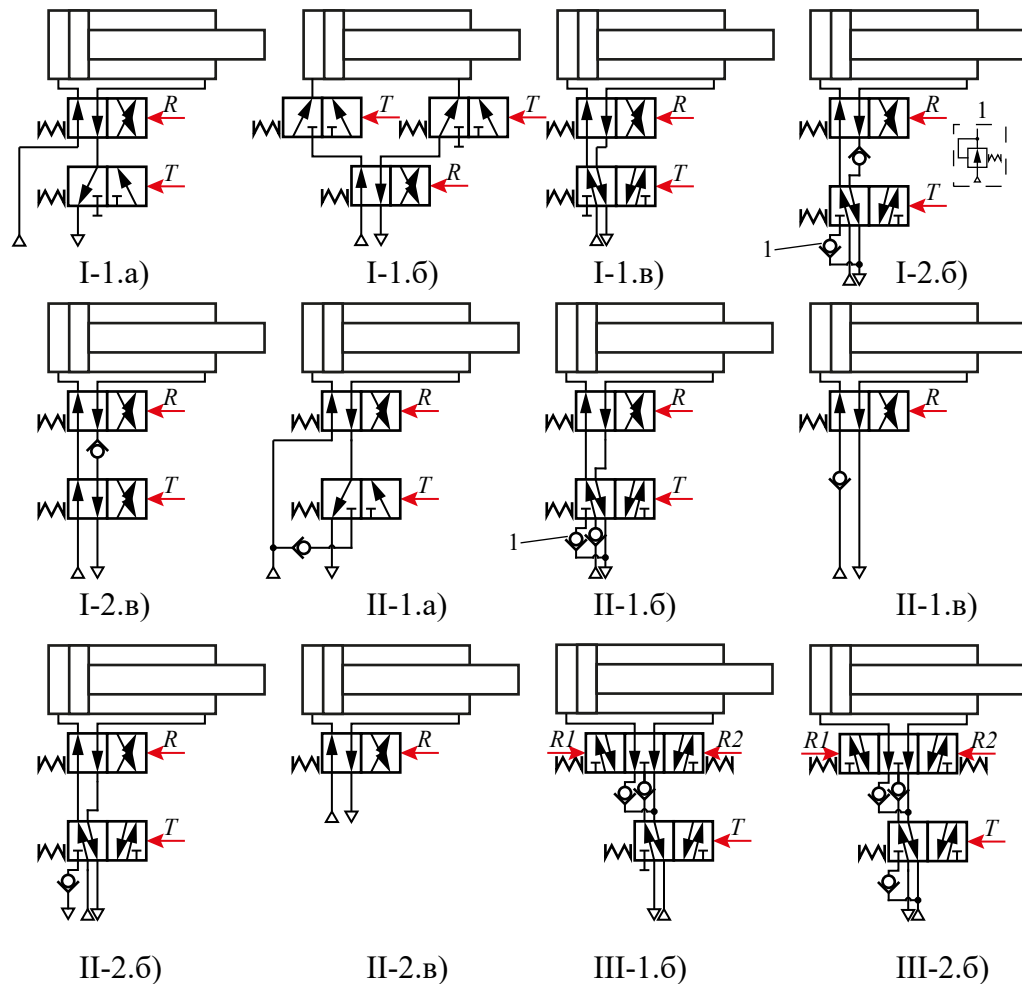 R
T
I-1.а)
T
T
R
I-1.б)
R
T
I-1.в)
R
1
T
1
I-2.б)
R
T
I-2.в)
R
T
II-1.а)
R
T
1
II-1.б)
R
II-1.в)
R
T
II-2.б)
R
II-2.в)
R1
R2
T
III-1.б)
R1
R2
T
III-2.б)